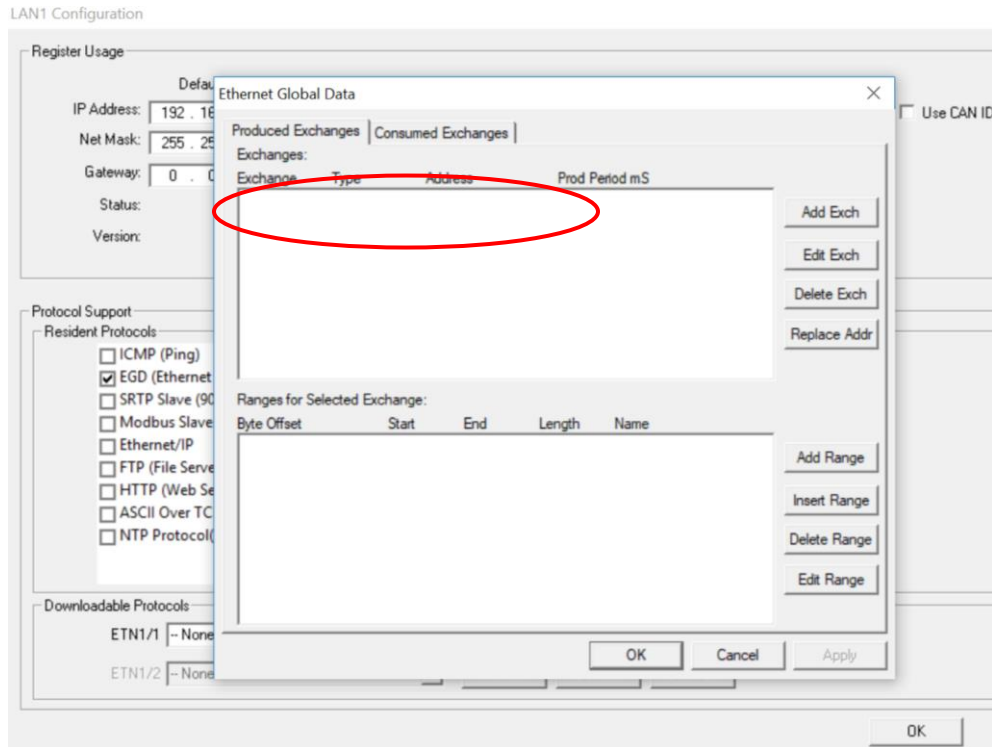 LAN1 Configuration
Register Usage
Defau
IP Address: 192 . 16
Net Mask: 255 . 25
Gateway: 0 . 0
Status:
Version:
Use CAN ID
Protocol Support
Resident Protocols
ICMP (Ping)
EGD (Ethernet
SRTP Slave (90
Modbus Slave
Ethernet/IP
FTP (File Serve
HTTP (Web Se
ASCII Over TC
NTP Protocol(
Downloadable Protocols
ETN1/1 -- None
ETN1/2 -- None
OK
Ethernet Global Data
Produced Exchanges Consumed Exchanges
Exchanges:
Exchange Type Address Prod Period mS
Add Exch
Edit Exch
Delete Exch
Replace Addr
Ranges for Selected Exchange:
Byte Offset Start End Length Name
Add Range
Insert Range
Delete Range
Edit Range
OK Cancel Apply